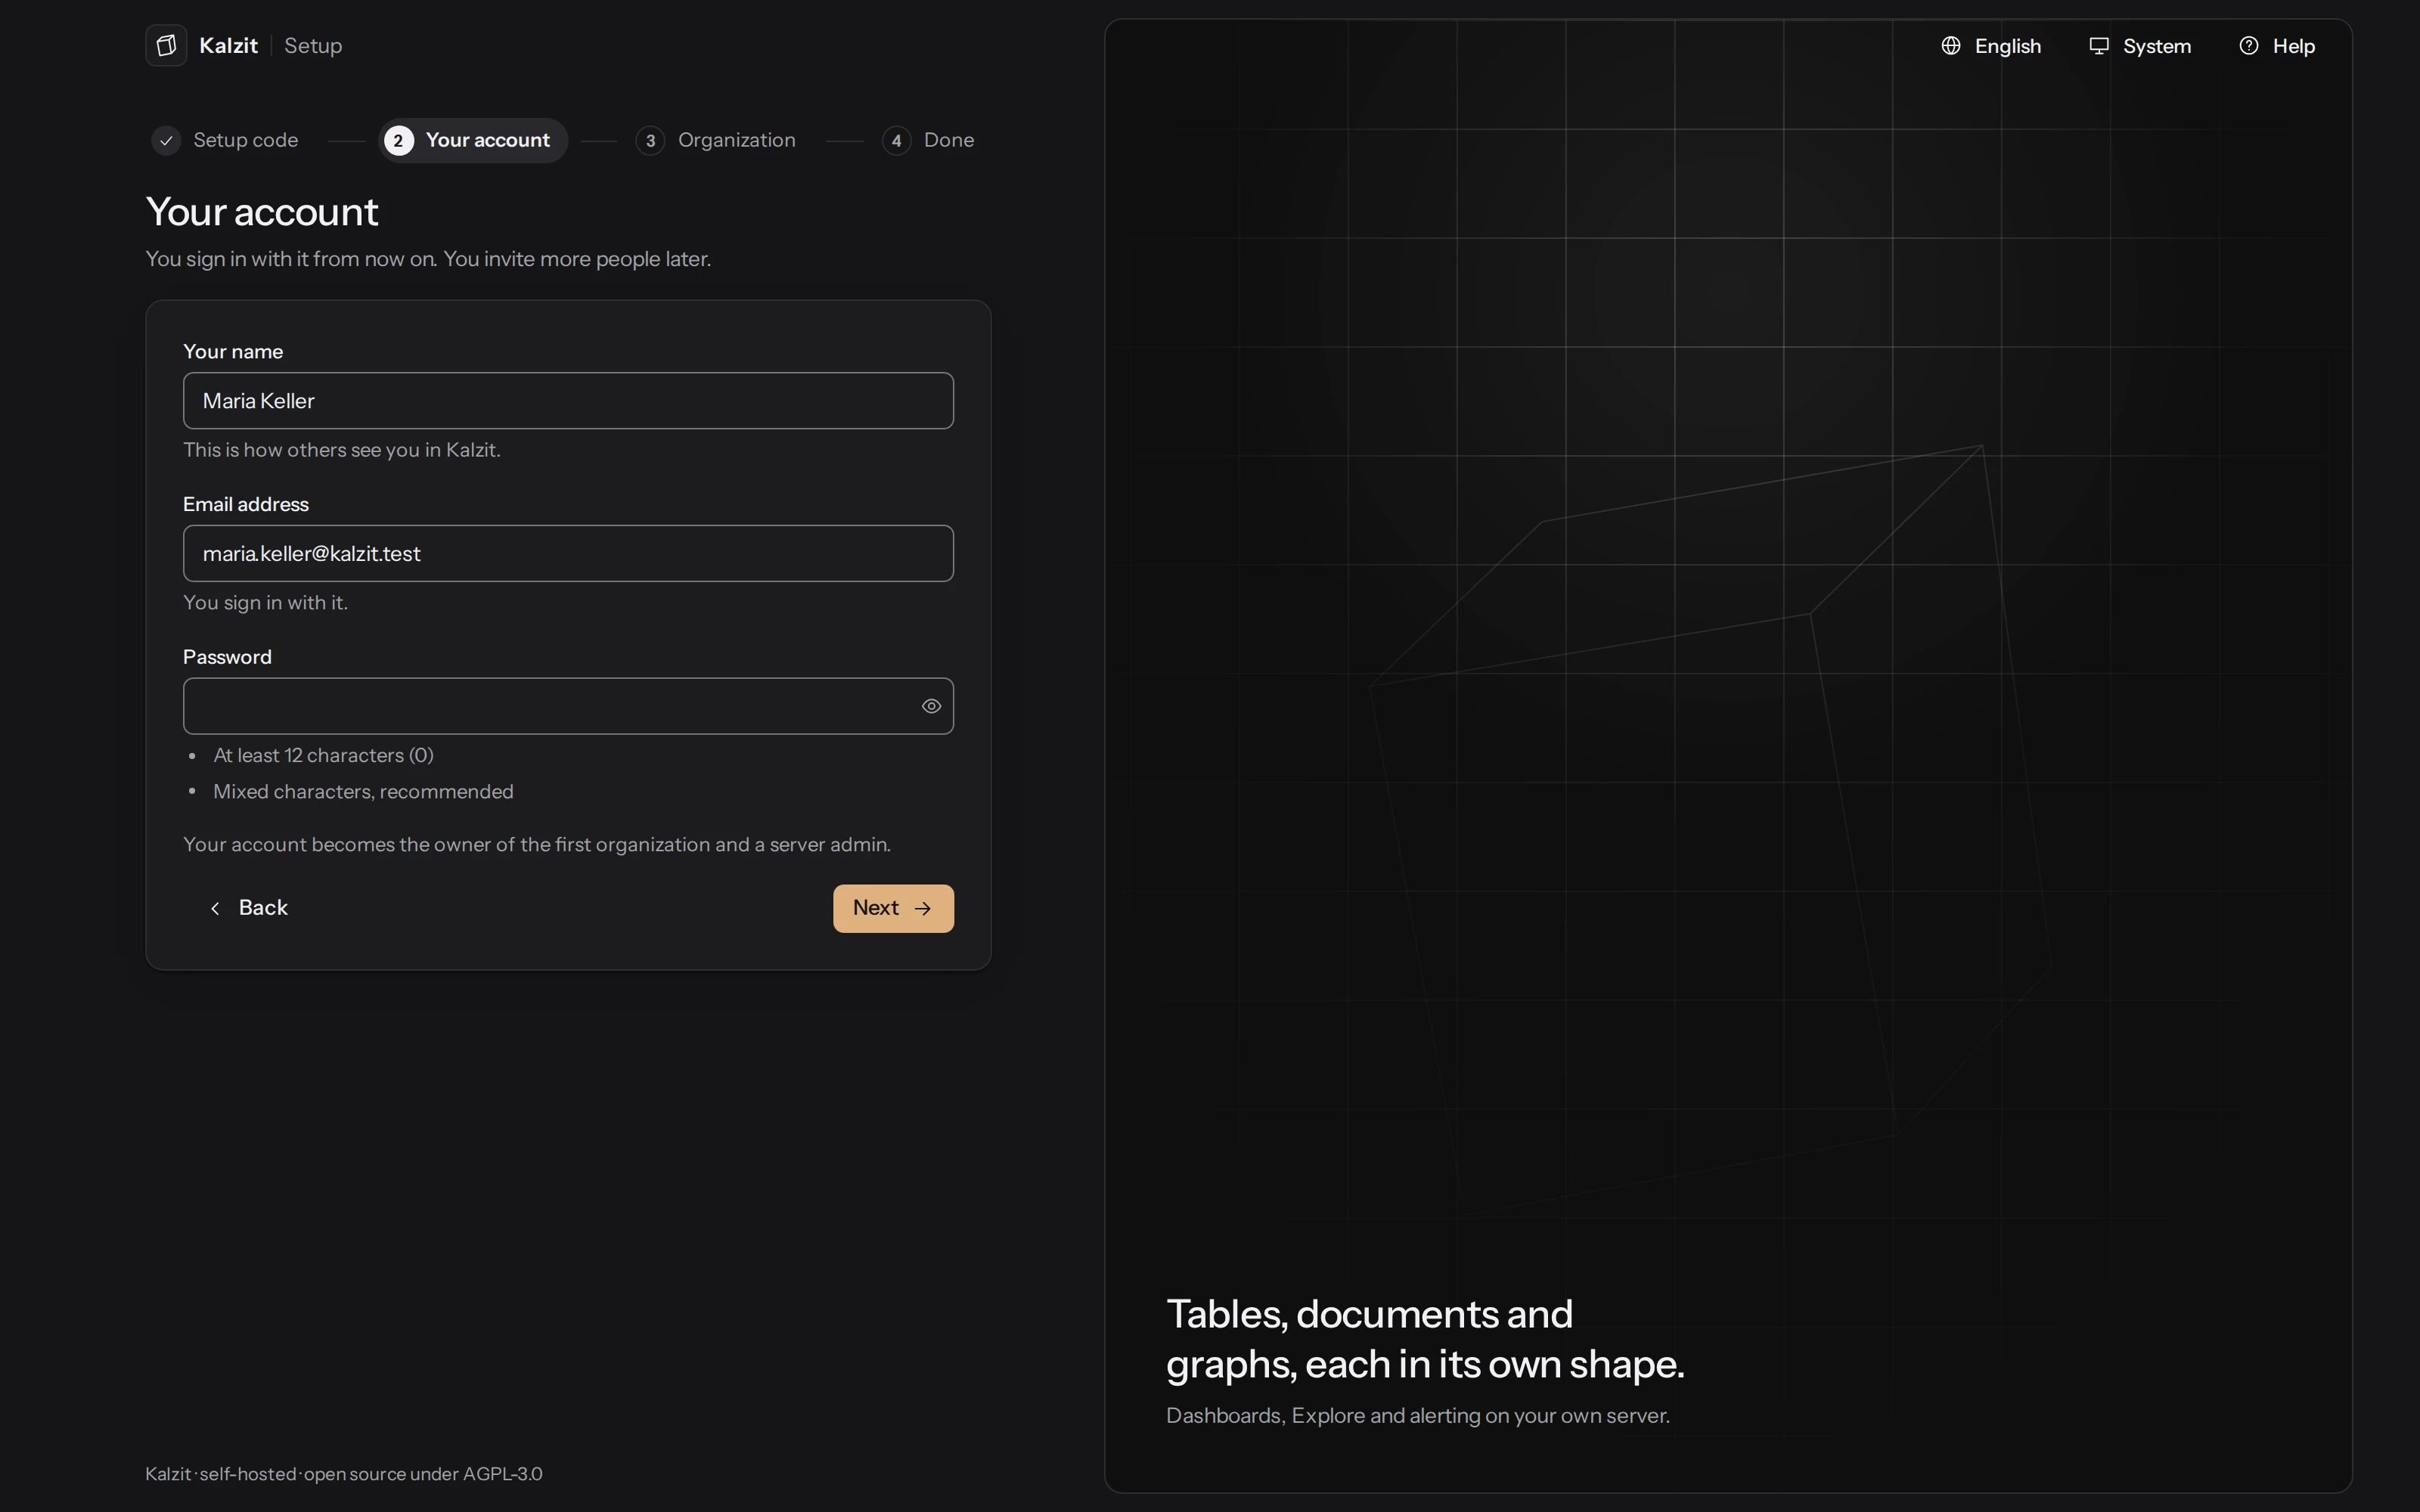 Kalzit
Setup
English
System
Help
Setup code
2 Your account
3 Organization
4 Done
Your account
You sign in with it from now on. You invite more people later.
Your name
Maria Keller
This is how others see you in Kalzit.
Email address
maria.keller@kalzit.test
You sign in with it.
Password
• At least 12 characters (0)
• Mixed characters, recommended
Your account becomes the owner of the first organization and a server admin.
Back
Next
Tables, documents and
graphs, each in its own shape.
Dashboards, Explore and alerting on your own server.
Kalzit · self-hosted · open source under AGPL-3.0